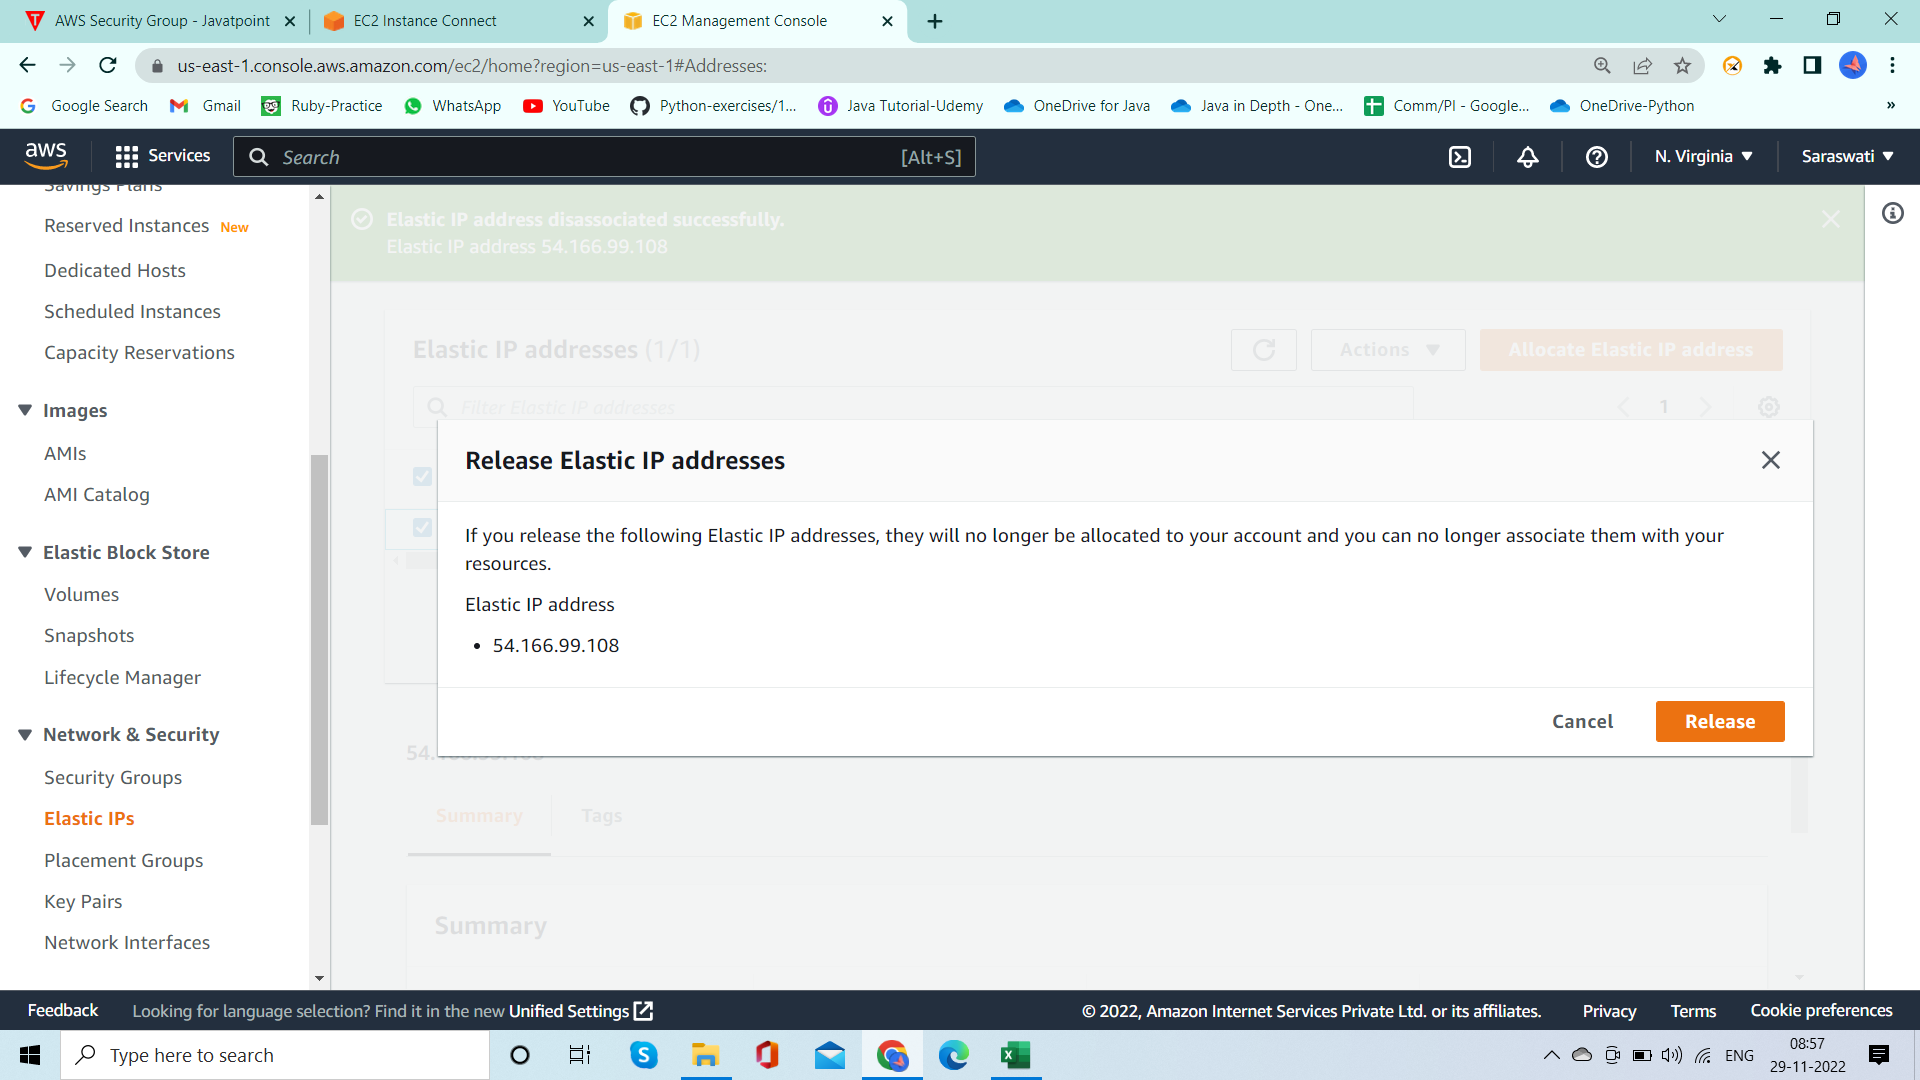 AWS Security Group - Javatpoint
EC2 Instance Connect
EC2 Management Console
us-east-1.console.aws.amazon.com/ec2/home?region=us-east-1#Addresses:
Google Search
Gmail
Ruby-Practice
WhatsApp
YouTube
Python-exercises/1...
Java Tutorial-Udemy
OneDrive for Java
Java in Depth - One...
Comm/PI - Google...
OneDrive-Python
»
aws
Services
Search
[Alt+S]
N. Virginia
Saraswati
Savings Plans
Reserved Instances New
Dedicated Hosts
Scheduled Instances
Capacity Reservations
Images
AMIs
AMI Catalog
Elastic Block Store
Volumes
Snapshots
Lifecycle Manager
Network & Security
Security Groups
Elastic IPs
Placement Groups
Key Pairs
Network Interfaces
Elastic IP address disassociated successfully.
Elastic IP address 54.166.99.108
Elastic IP addresses (1/1)
Actions
Allocate Elastic IP address
Filter Elastic IP addresses
1
Release Elastic IP addresses
If you release the following Elastic IP addresses, they will no longer be allocated to your account and you can no longer associate them with your
resources.
Elastic IP address
• 54.166.99.108
Cancel
Release
54.166.99.108
Summary
Tags
Summary
Feedback
Looking for language selection? Find it in the new Unified Settings
© 2022, Amazon Internet Services Private Ltd. or its affiliates.
Privacy
Terms
Cookie preferences
Type here to search
ENG
08:57
29-11-2022